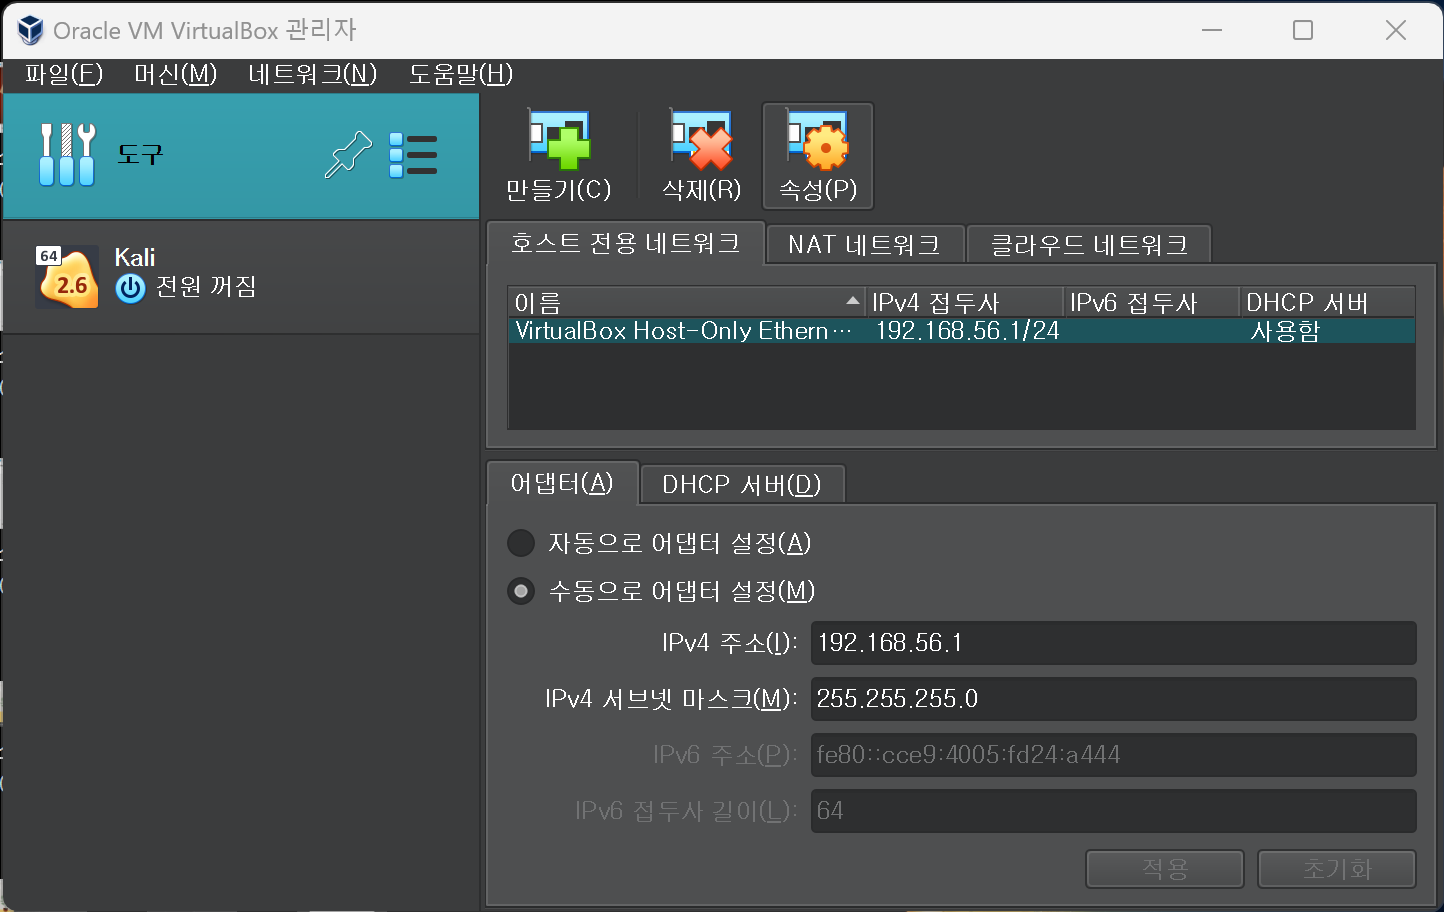 Oracle VM VirtualBox 관리자
파일(F) 머신(M) 네트워크(N) 도움말(H)
도구
64
2.6
Kali
전원 꺼짐
만들기(C) 삭제(R) 속성(P)
호스트 전용 네트워크 NAT 네트워크 클라우드 네트워크
이름 IPv4 접두사 IPv6 접두사 DHCP 서버
VirtualBox Host-Only Ethern… 192.168.56.1/24 사용함
어댑터(A) DHCP 서버(D)
자동으로 어댑터 설정(A)
수동으로 어댑터 설정(M)
IPv4 주소(I): 192.168.56.1
IPv4 서브넷 마스크(M): 255.255.255.0
IPv6 주소(P): fe80::cce9:4005:fd24:a444
IPv6 접두사 길이(L): 64
적용 초기화